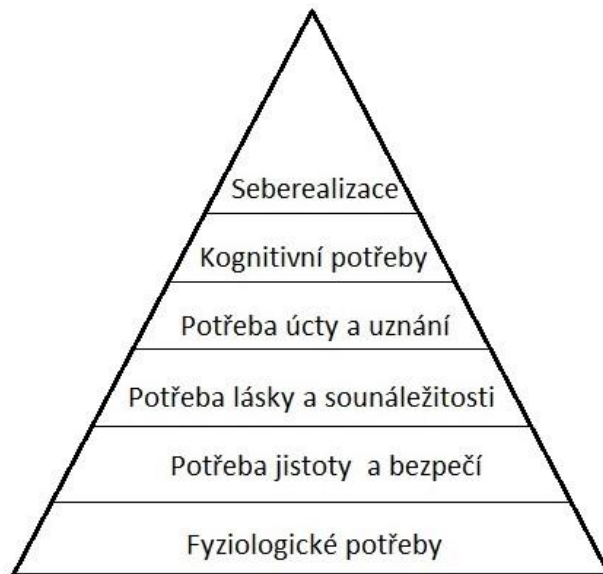 Seberealizace
Kognitivní potřeby
Potřeba úcty a uznání
Potřeba lásky a sounáležitosti
Potřeba jistoty  a bezpečí
Fyziologické potřeby